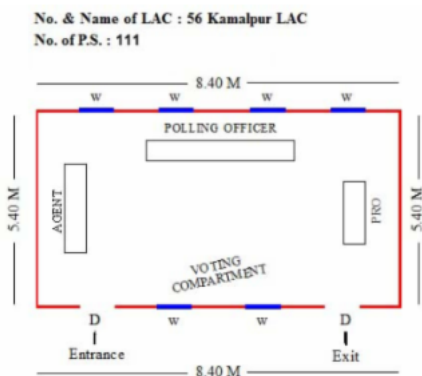 No. & Name of LAC : 56 Kamalpur LAC
No. of P.S. : 111
8.40 M
w w w w
POLLING OFFICER
5.40 M
AGENT
PRO
5.40 M
VOTING
COMPARTMENT
D w w D
Entrance Exit
8.40 M